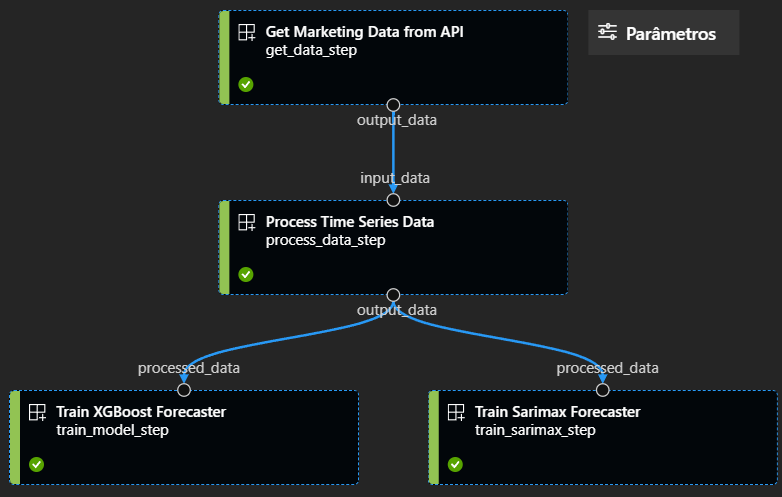 Get Marketing Data from API
get_data_step
Parâmetros
output_data
input_data
Process Time Series Data
process_data_step
output_data
processed_data
processed_data
Train XGBoost Forecaster
train_model_step
Train Sarimax Forecaster
train_sarimax_step